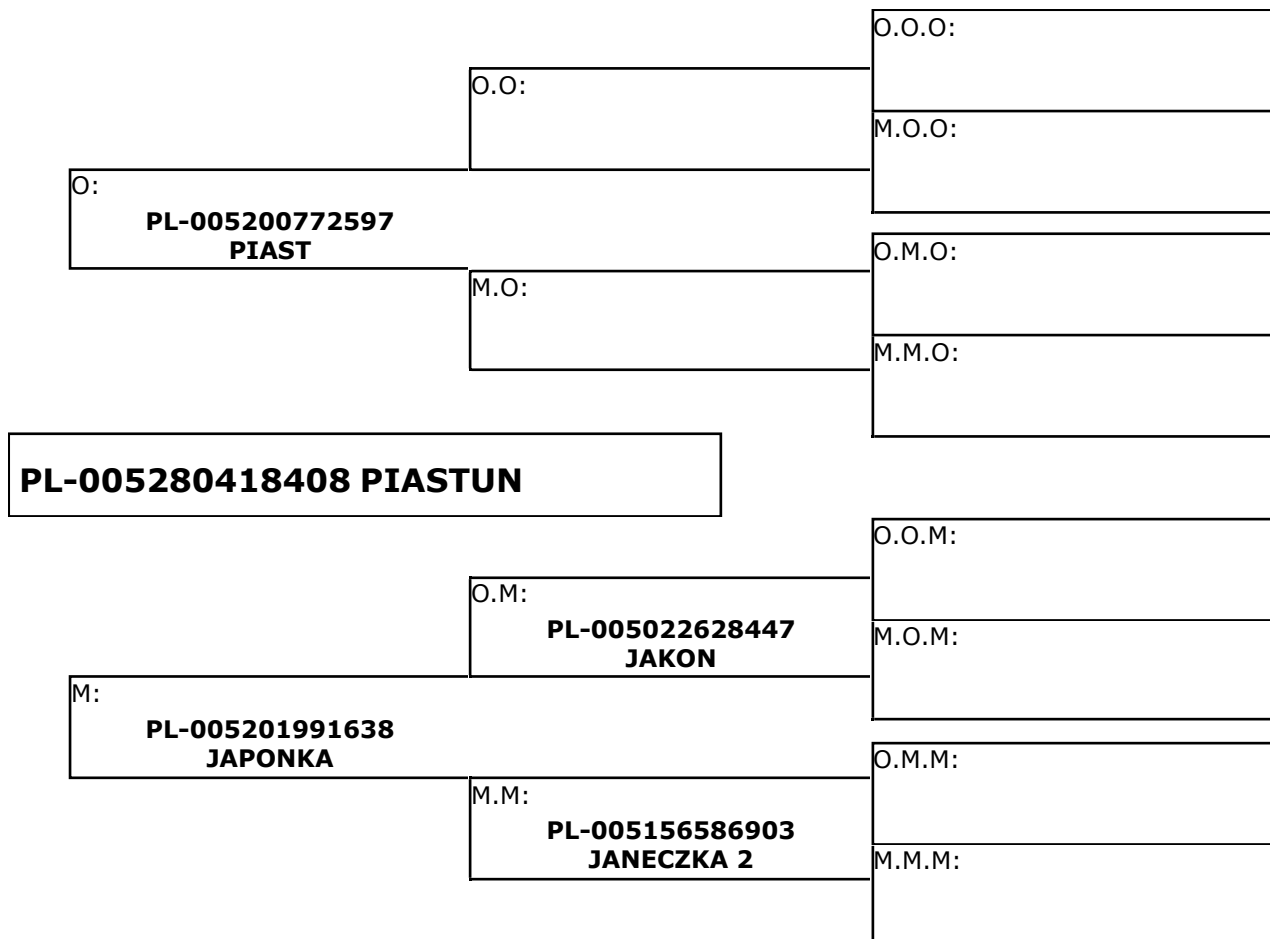 O.O.O:
O.O:
M.O.O:
O:
PL-005200772597
PIAST
O.M.O:
M.O:
M.M.O:
PL-005280418408 PIASTUN
O.O.M:
O.M:
PL-005022628447
JAKON
M.O.M:
M:
PL-005201991638
JAPONKA
O.M.M:
M.M:
PL-005156586903
JANECZKA 2
M.M.M: